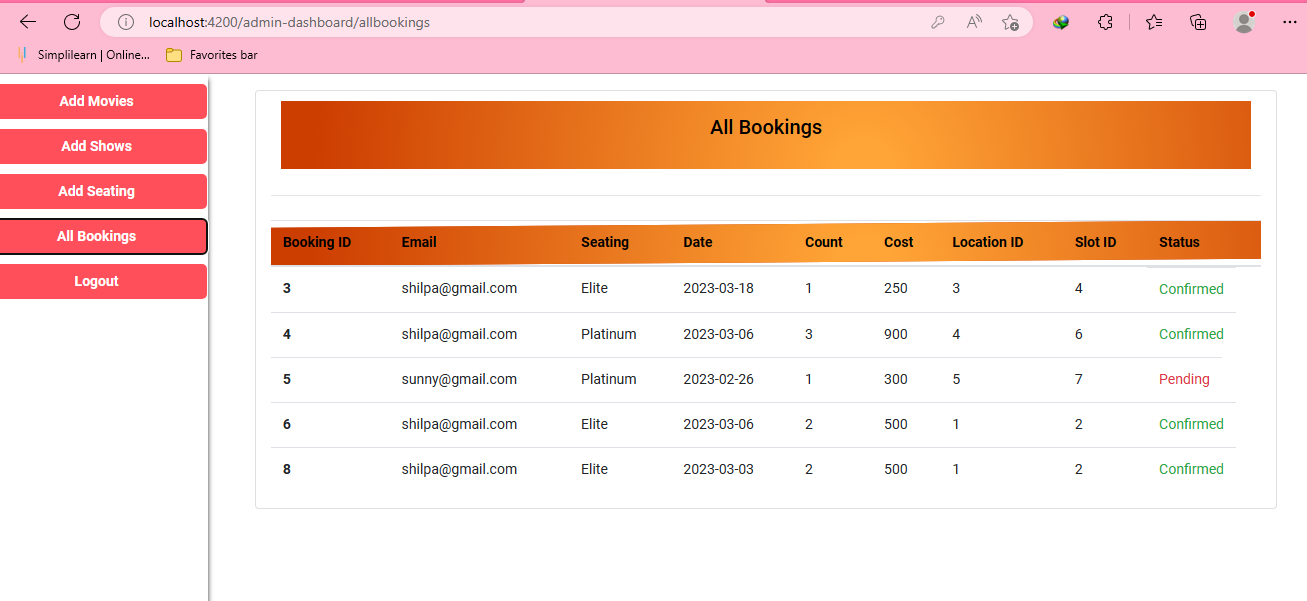 localhost:4200/admin-dashboard/allbookings
Simplilearn | Online... Favorites bar
Add Movies
Add Shows
Add Seating
All Bookings
Logout
All Bookings
Booking ID Email Seating Date Count Cost Location ID Slot ID Status
3 shilpa@gmail.com Elite 2023-03-18 1 250 3 4 Confirmed
4 shilpa@gmail.com Platinum 2023-03-06 3 900 4 6 Confirmed
5 sunny@gmail.com Platinum 2023-02-26 1 300 5 7 Pending
6 shilpa@gmail.com Elite 2023-03-06 2 500 1 2 Confirmed
8 shilpa@gmail.com Elite 2023-03-03 2 500 1 2 Confirmed